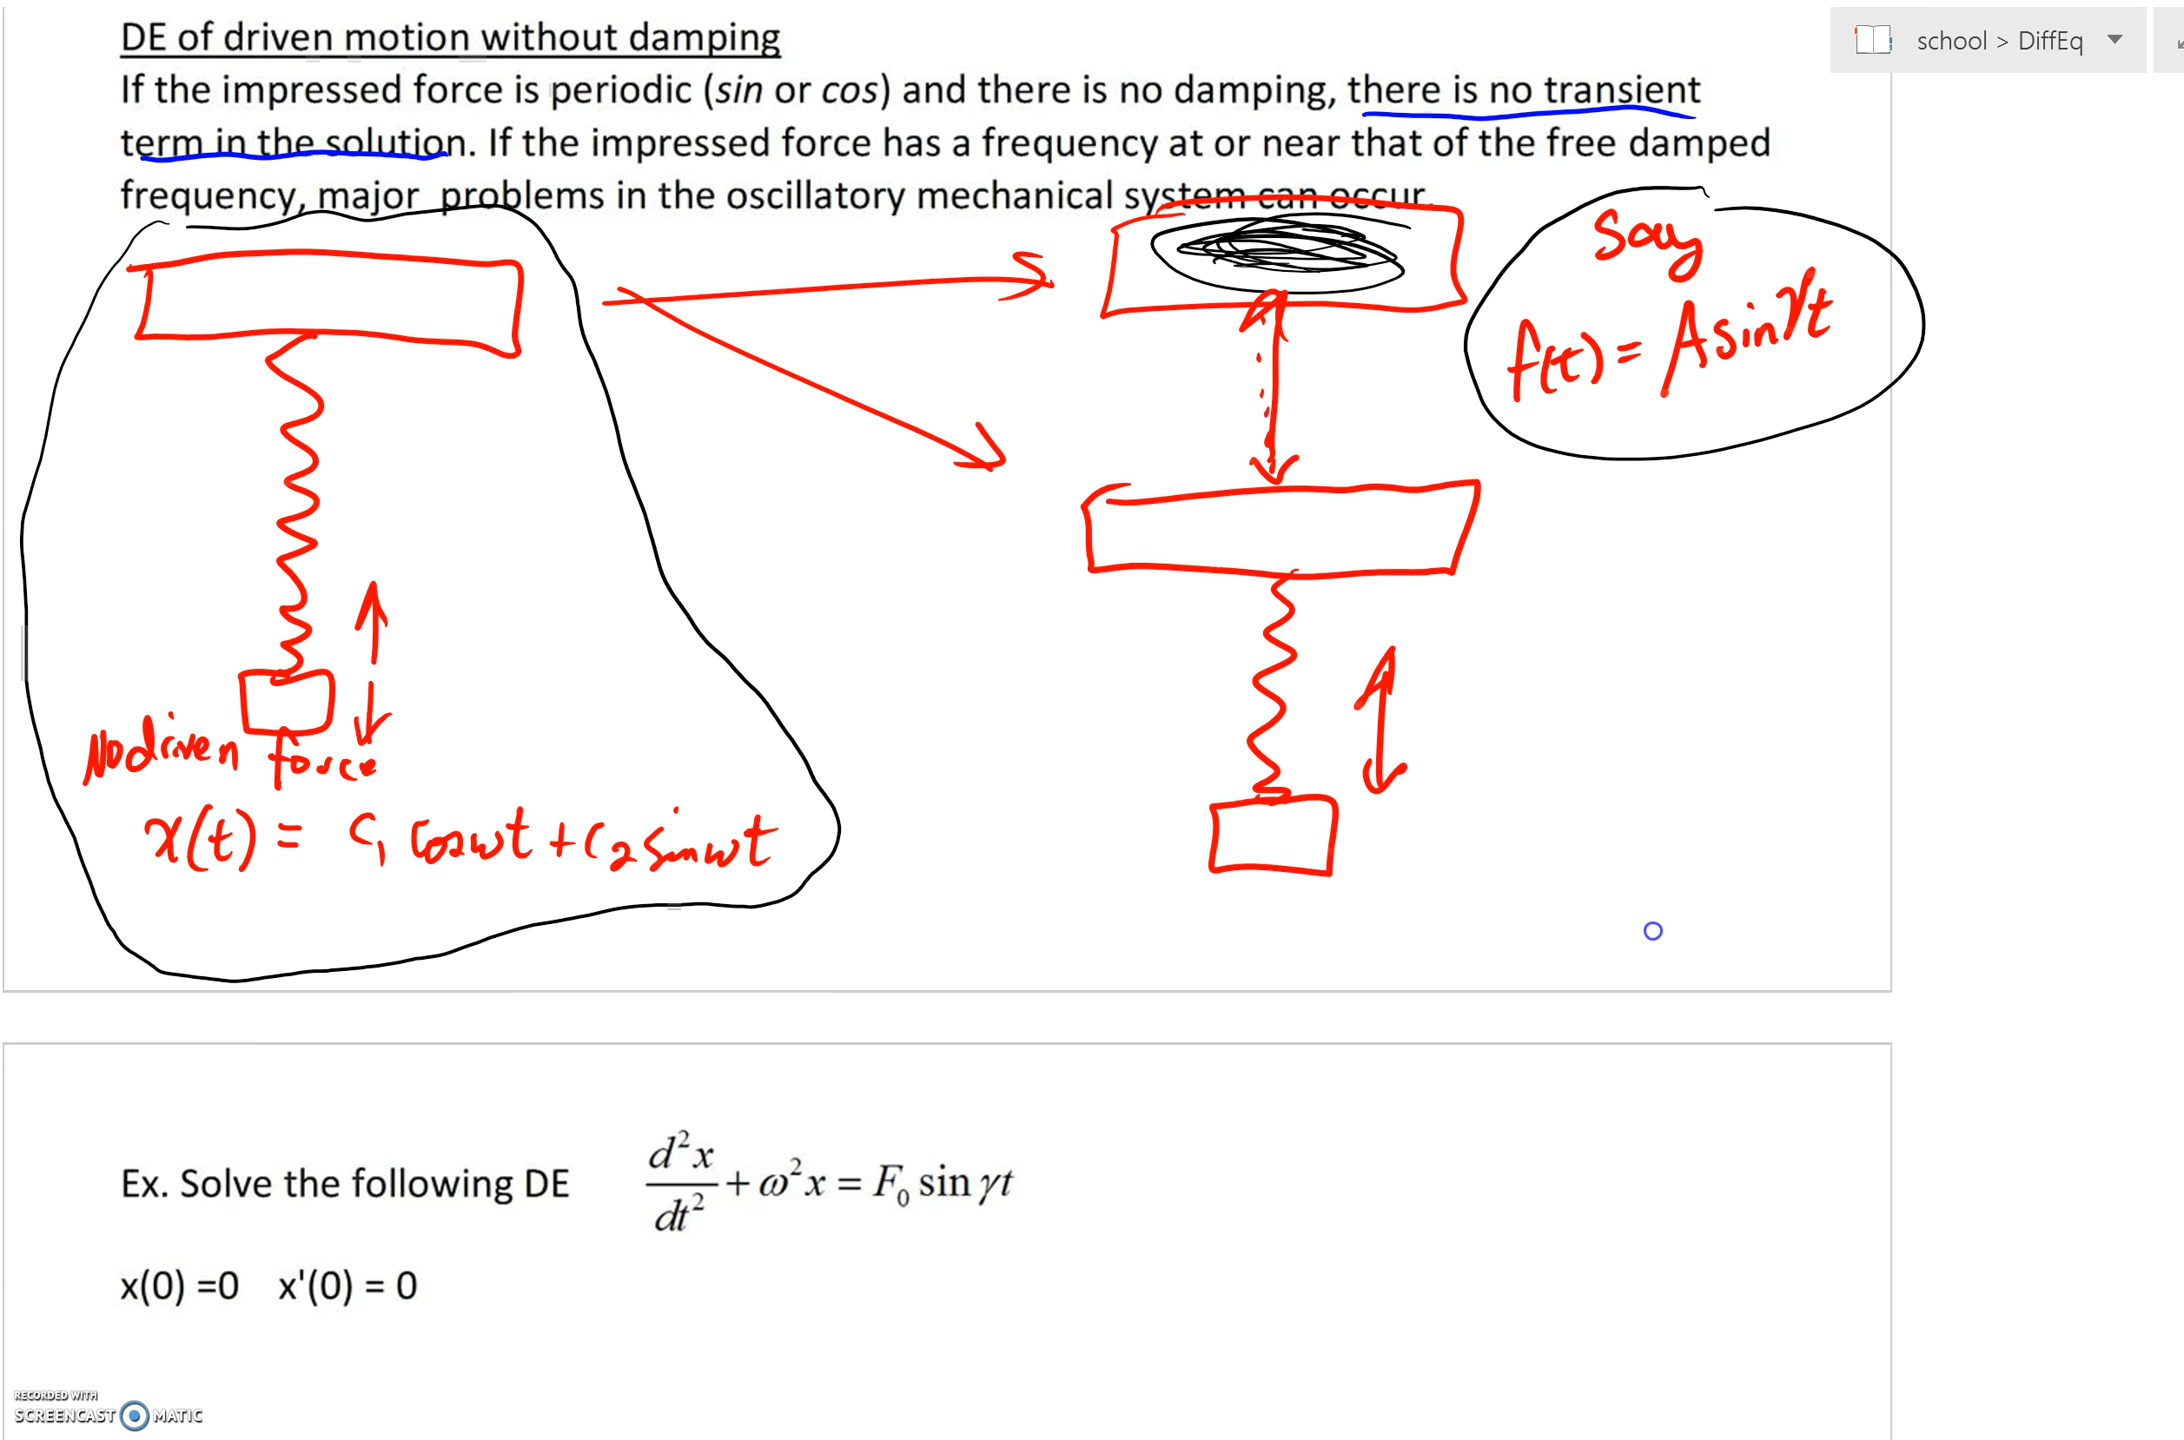 DE of driven motion without damping
school > DiffEq
If the impressed force is periodic (sin or cos) and there is no damping, there is no transient
term in the solution. If the impressed force has a frequency at or near that of the free damped
frequency, major problems in the oscillatory mechanical system can occur.
Say
f(t) = A sin γt
No driven force
x(t) = c₁ cos ωt + c₂ sin ωt
Ex. Solve the following DE d²x/dt² + ω²x = F₀ sin γt
x(0) =0 x'(0) = 0
RECORDED WITH
SCREENCAST MATIC